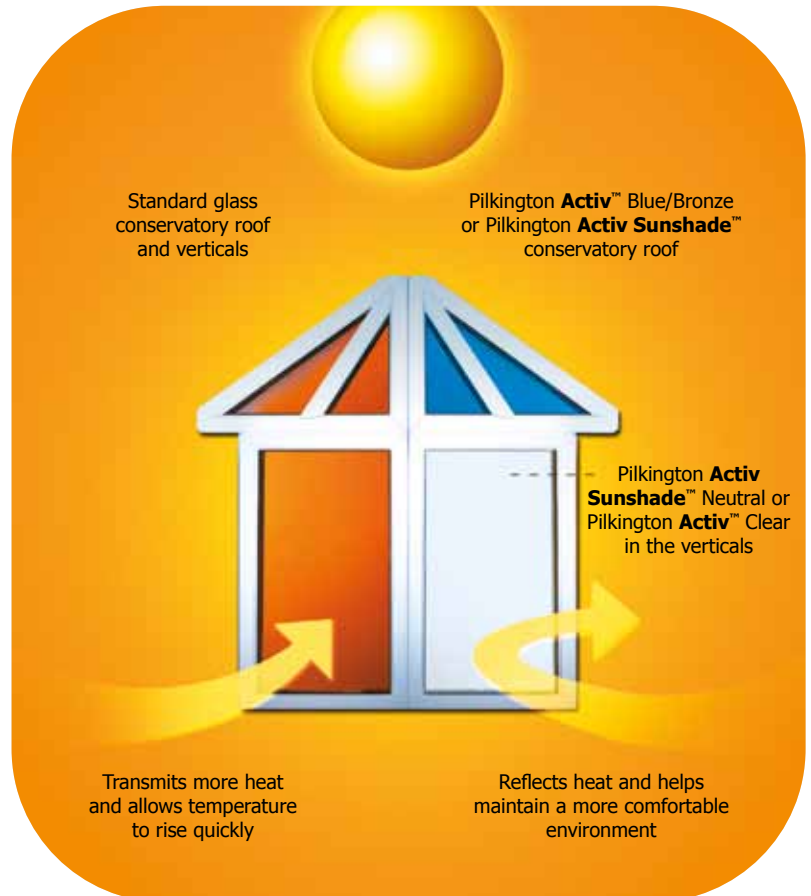 Standard glass
conservatory roof
and verticals
Pilkington Activ™ Blue/Bronze
or Pilkington Activ Sunshade™
conservatory roof
Pilkington Activ
Sunshade™ Neutral or
Pilkington Activ™ Clear
in the verticals
Transmits more heat
and allows temperature
to rise quickly
Reflects heat and helps
maintain a more comfortable
environment